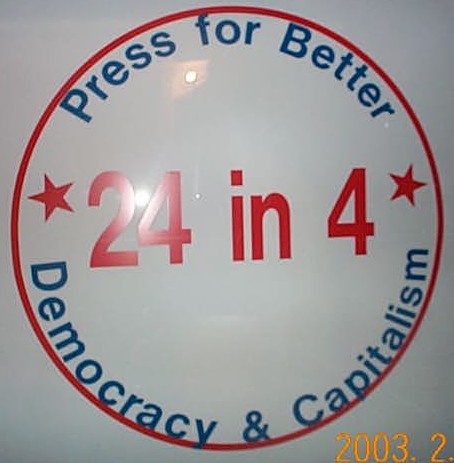 Press for Better
24 in 4
Democracy & Capitalism
2003. 2.